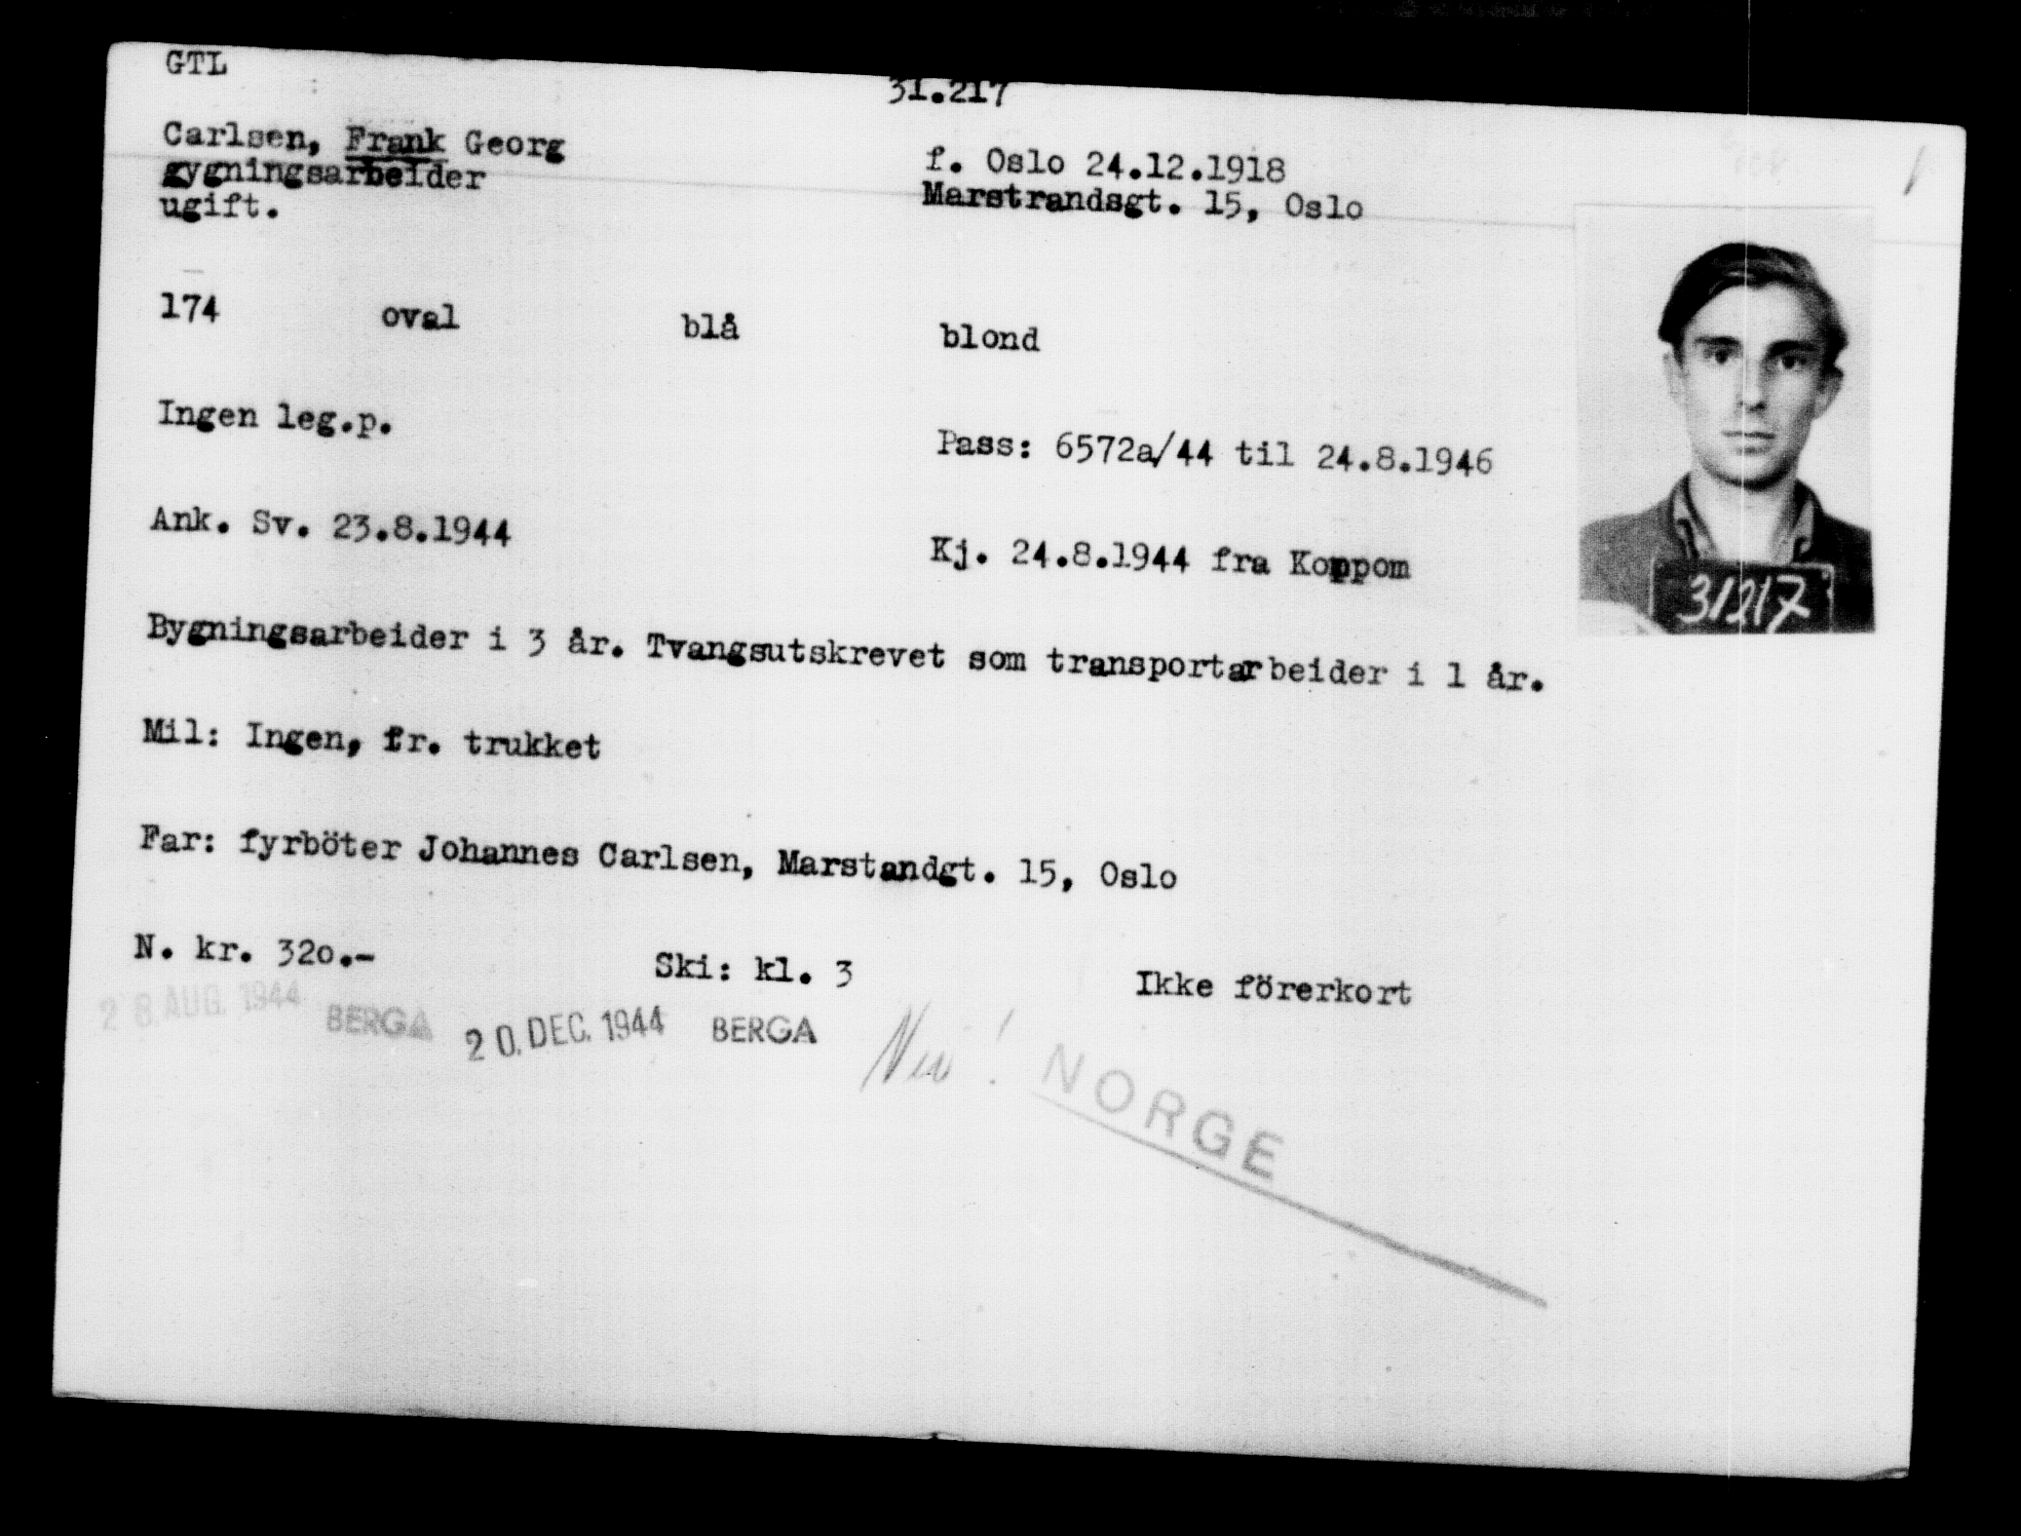 GTL
31.217
Carlsen, Frank Georg
f. Oslo 24.12.1918
gygningsarbeider
Marstrandsgt. 15, Oslo
ugift.
174 oval blå blond
Ingen leg.p.
Pass: 6572a/44 til 24.8.1946
Ank. Sv. 23.8.1944
Kj. 24.8.1944 fra Koppom
31217
Bygningsarbeider i 3 år. Tvangsutskrevet som transportarbeider i 1 år.
Mil: Ingen, fr. trukket
Far: fyrböter Johannes Carlsen, Marstandgt. 15, Oslo
N. kr. 320.- Ski: kl. 3 Ikke förerkort
28. AUG. 1944 BERGA 20. DEC. 1944 BERGA
NORGE